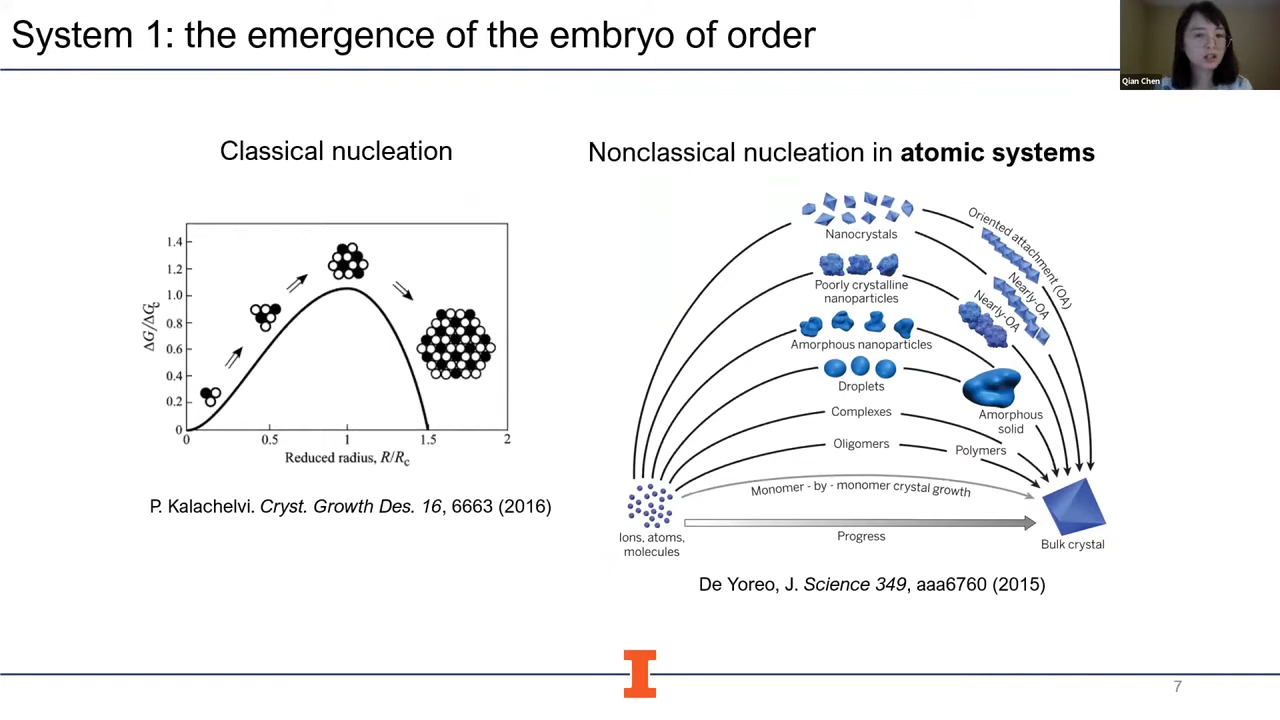 System 1: the emergence of the embryo of order
Qian Chen
Classical nucleation
Nonclassical nucleation in atomic systems
ΔG/ΔGc
1.4
1.2
1.0
0.8
0.6
0.4
0.2
0
0
0.5
1
1.5
2
Reduced radius, R/Rc
P. Kalachelvi. Cryst. Growth Des. 16, 6663 (2016)
Nanocrystals
Poorly crystalline
nanoparticles
Amorphous nanoparticles
Droplets
Complexes
Oligomers
Oriented attachment (OA)
Nearly-OA
Nearly-OA
Amorphous
solid
Polymers
Monomer - by - monomer crystal growth
Progress
Ions, atoms,
molecules
Bulk crystal
De Yoreo, J. Science 349, aaa6760 (2015)
I
7